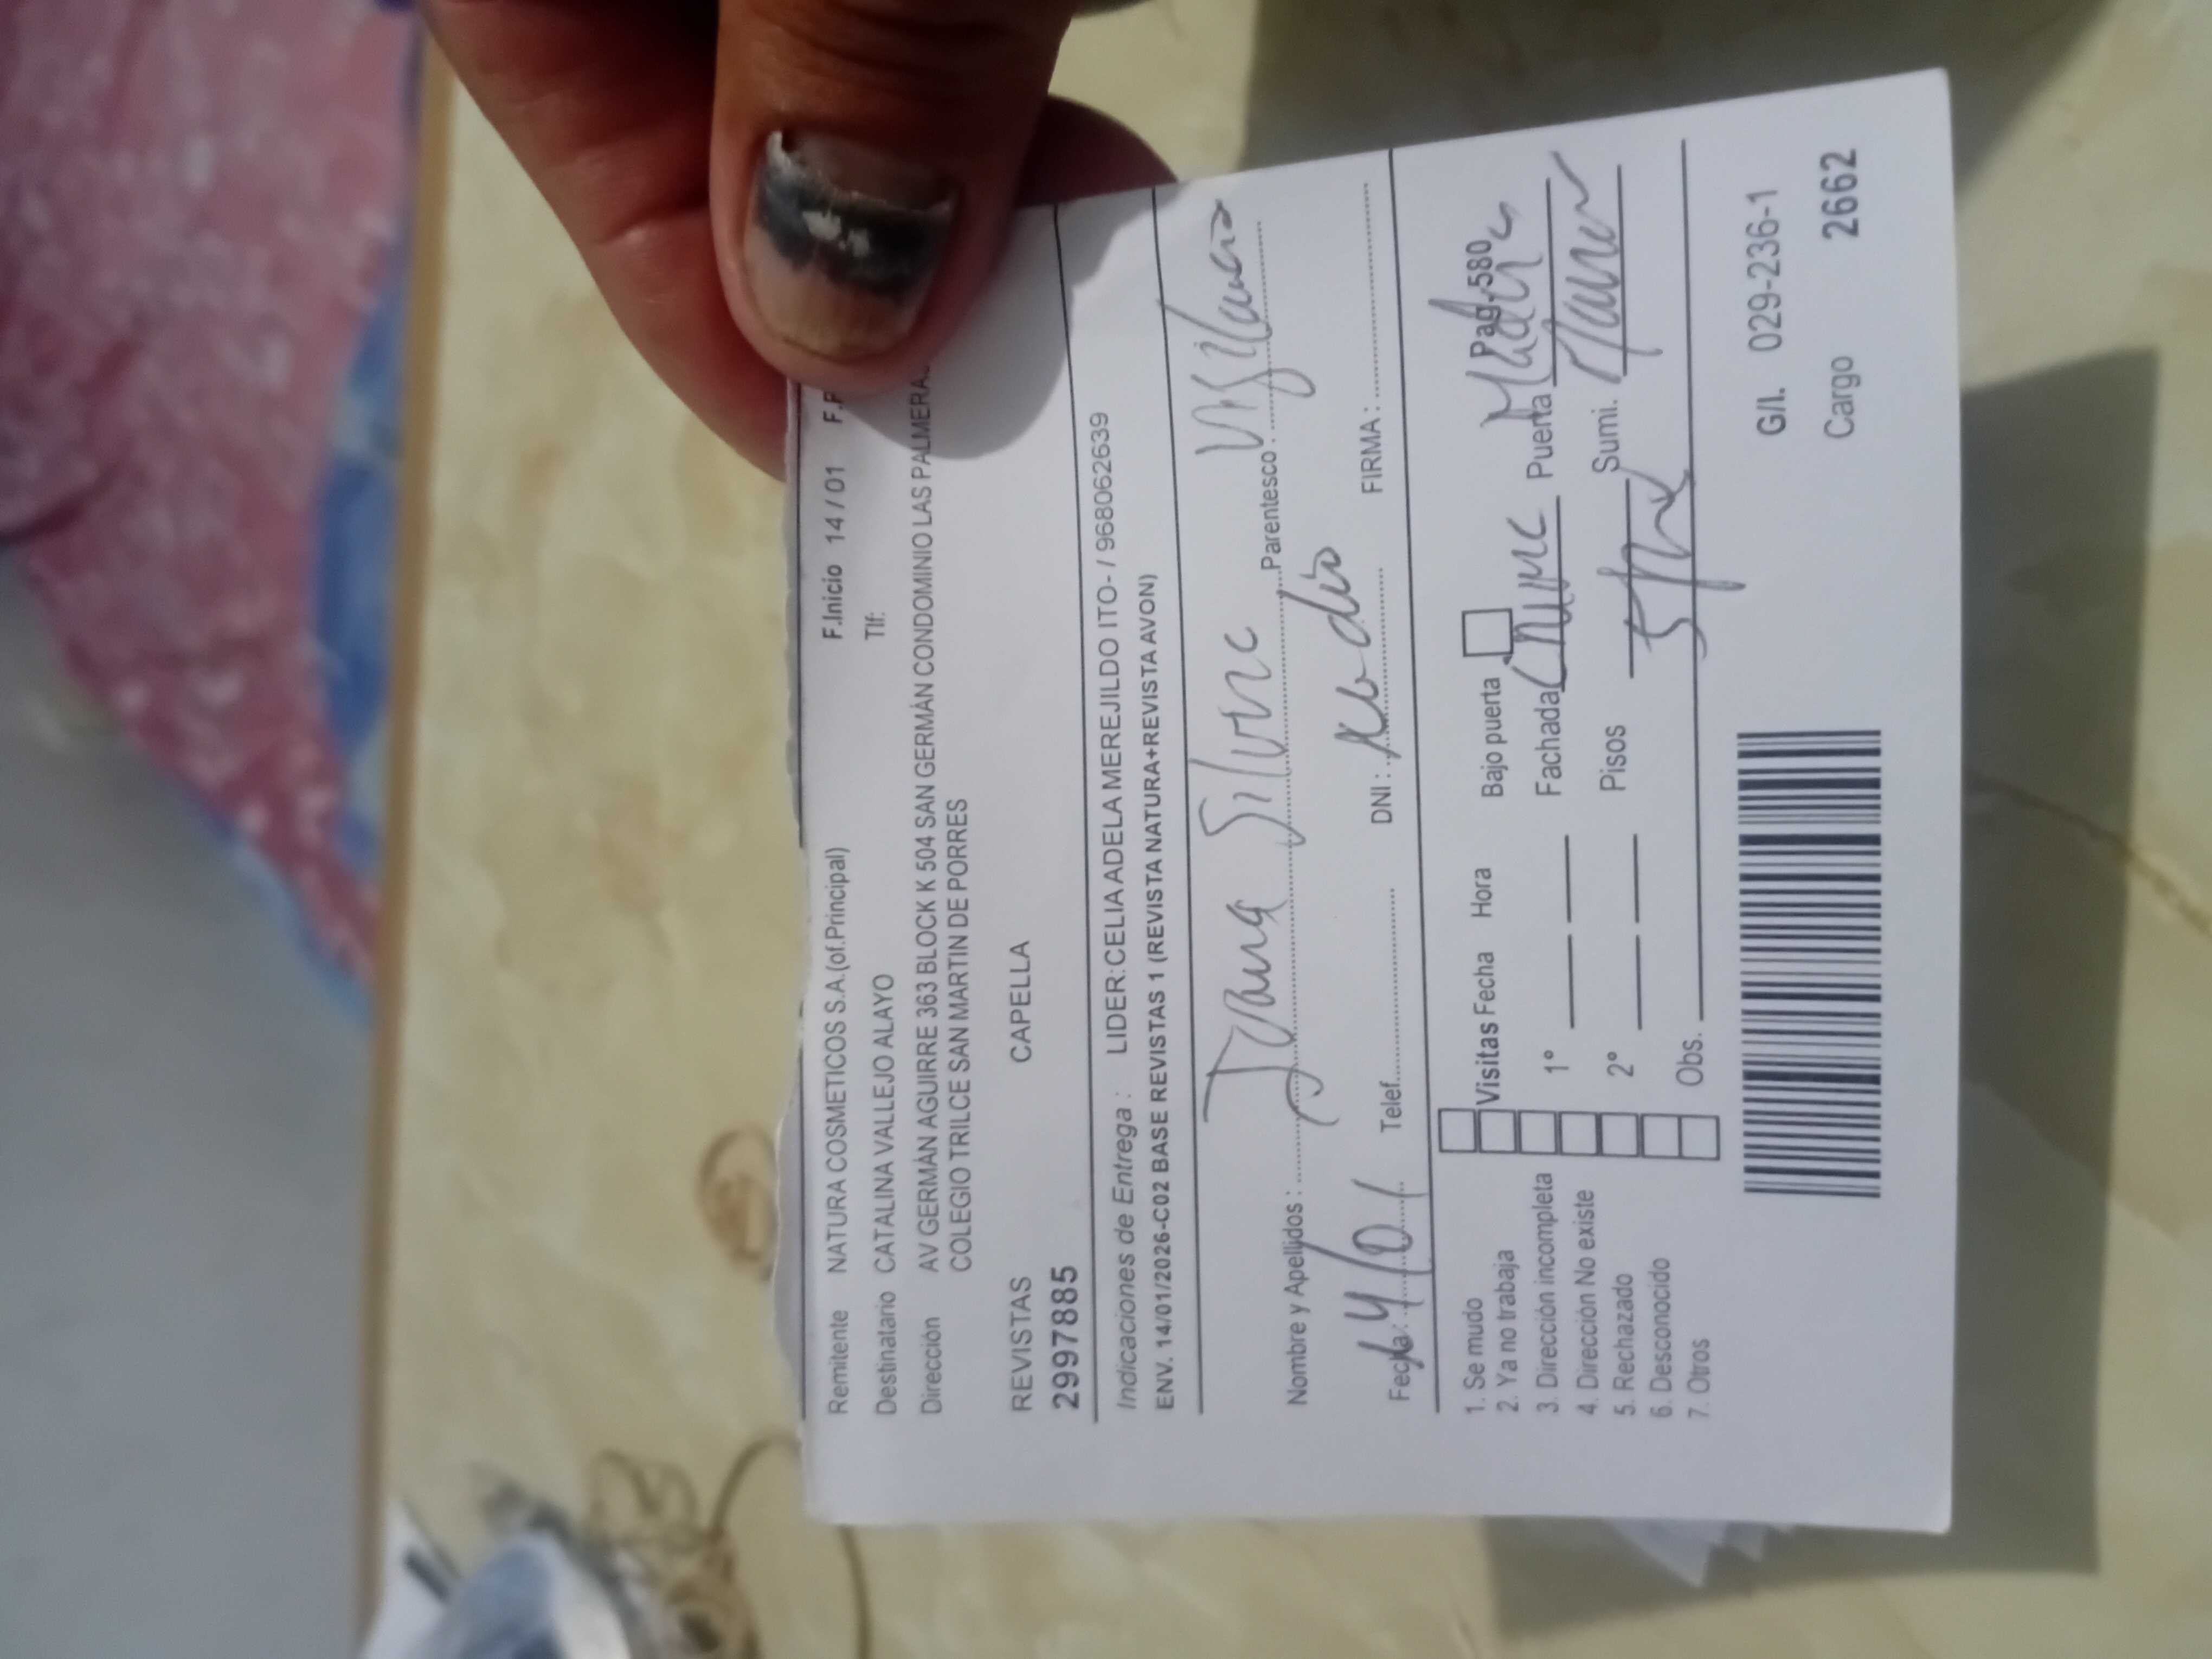 F.Inicio 14 / 01
Remitente NATURA COSMETICOS S.A.(of.Principal) Tlf:
Destinatario CATALINA VALLEJO ALAYO
Dirección AV GERMÁN AGUIRRE 363 BLOCK K 504 SAN GERMÁN CONDOMINIO LAS PALMERAS
COLEGIO TRILCE SAN MARTIN DE PORRES
REVISTAS CAPELLA
2997885
Indicaciones de Entrega : LIDER:CELIA ADELA MEREJILDO ITO- / 968062639
ENV. 14/01/2026-C02 BASE REVISTAS 1 (REVISTA NATURA+REVISTA AVON)
Nombre y Apellidos : Juana Parentesco :
Fecha : 14/01 Telef. DNI : FIRMA :
Pag-580
1. Se mudo Visitas Fecha Hora Bajo puerta
2. Ya no trabaja
3. Dirección incompleta 1° Fachada Puerta
4. Dirección No existe
5. Rechazado 2° Pisos 5 Sumi.
6. Desconocido
7. Otros Obs.
G/I. 029-236-1
Cargo 2662